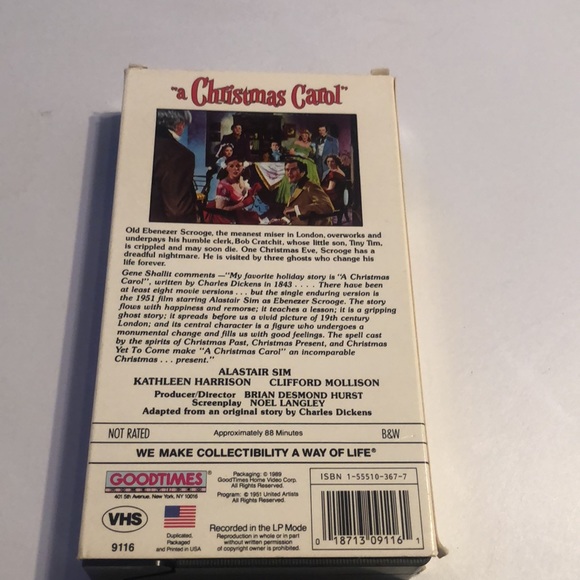 "a Christmas Carol"
Old Ebenezer Scrooge, the meanest miser in London, overworks and
underpays his humble clerk, Bob Cratchit, whose little son, Tiny Tim,
is crippled and may soon die. One Christmas Eve, Scrooge has a
dreadful nightmare. He is visited by three ghosts who change his
life forever.
Gene Shallit comments —"My favorite holiday story is "A Christmas
Carol", written by Charles Dickens in 1843 . . . . There have been
at least eight movie versions . . . but the single enduring version is
the 1951 film starring Alastair Sim as Ebenezer Scrooge. The story
flows with happiness and remorse; it teaches a lesson; it is a gripping
ghost story; it spreads before us a vivid picture of 19th century
London; and its central character is a figure who undergoes a
monumental change and fills us with good feelings. The spell cast
by the spirits of Christmas Past, Christmas Present, and Christmas
Yet To Come make "A Christmas Carol" an incomparable
Christmas . . . present."
ALASTAIR SIM
KATHLEEN HARRISON CLIFFORD MOLLISON
Producer/Director BRIAN DESMOND HURST
Screenplay NOEL LANGLEY
Adapted from an original story by Charles Dickens
NOT RATED Approximately 88 Minutes B&W
WE MAKE COLLECTIBILITY A WAY OF LIFE®
GOODTIMES
401 5th Avenue, New York, NY 10016
Packaging: © 1989
GoodTimes Home Video Corp.
All Rights Reserved.
Program: © 1951 United Artists
All Rights Reserved.
ISBN 1-55510-367-7
VHS
9116
Duplicated,
Packaged
and Printed in USA
Recorded in the LP Mode
Reproduction in whole or in part
without written permission
of copyright owner is prohibited.
0 18713 09116 1